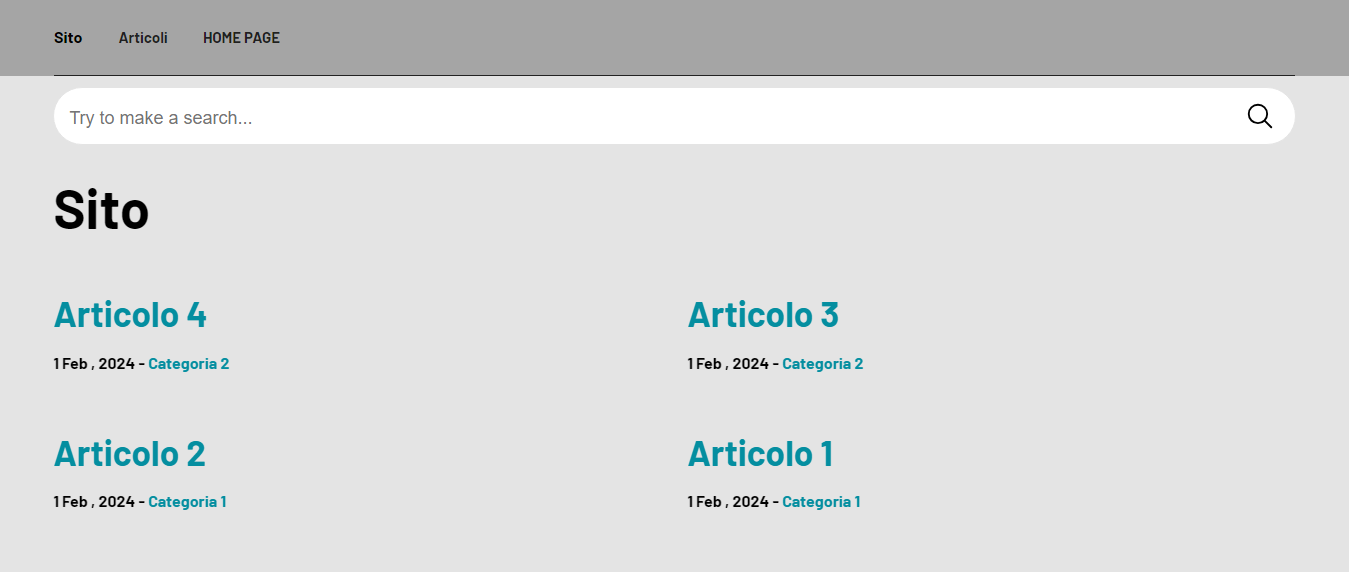 Sito Articoli HOME PAGE
Try to make a search...
Sito
Articolo 4
1 Feb , 2024 - Categoria 2
Articolo 3
1 Feb , 2024 - Categoria 2
Articolo 2
1 Feb , 2024 - Categoria 1
Articolo 1
1 Feb , 2024 - Categoria 1